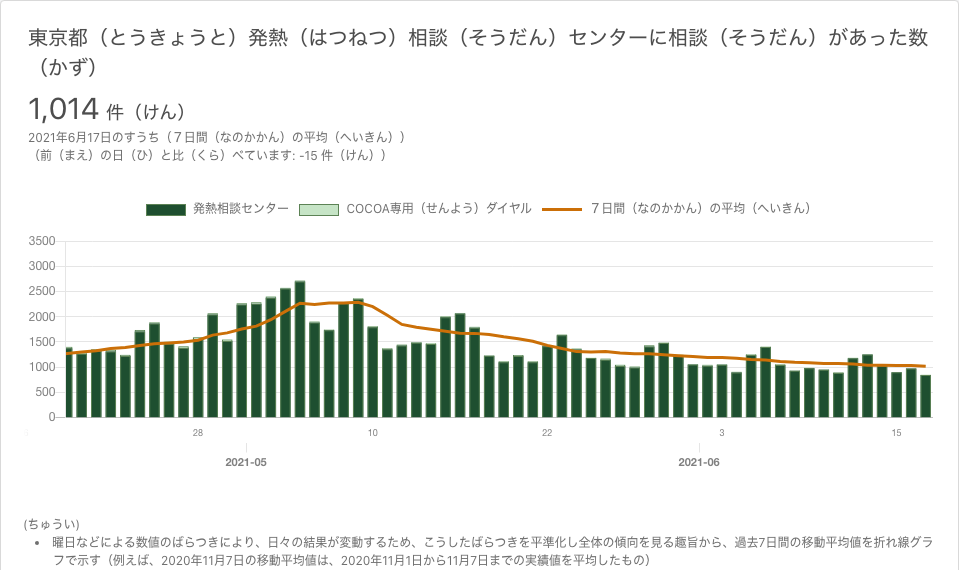 東京都（とうきょうと）発熱（はつねつ）相談（そうだん）センターに相談（そうだん）があった数
（かず）
1,014 件（けん）
2021年6月17日のすうち（７日間（なのかかん）の平均（へいきん））
（前（まえ）の日（ひ）と比（くら）べています: -15 件（けん））
発熱相談センター
COCOA専用（せんよう）ダイヤル
７日間（なのかかん）の平均（へいきん）
3500
3000
2500
2000
1500
1000
500
0
28
10
22
3
15
2021-05
2021-06
(ちゅうい)
• 曜日などによる数値のばらつきにより、日々の結果が変動するため、こうしたばらつきを平準化し全体の傾向を見る趣旨から、過去7日間の移動平均値を折れ線グラ
フで示す（例えば、2020年11月7日の移動平均値は、2020年11月1日から11月7日までの実績値を平均したもの）